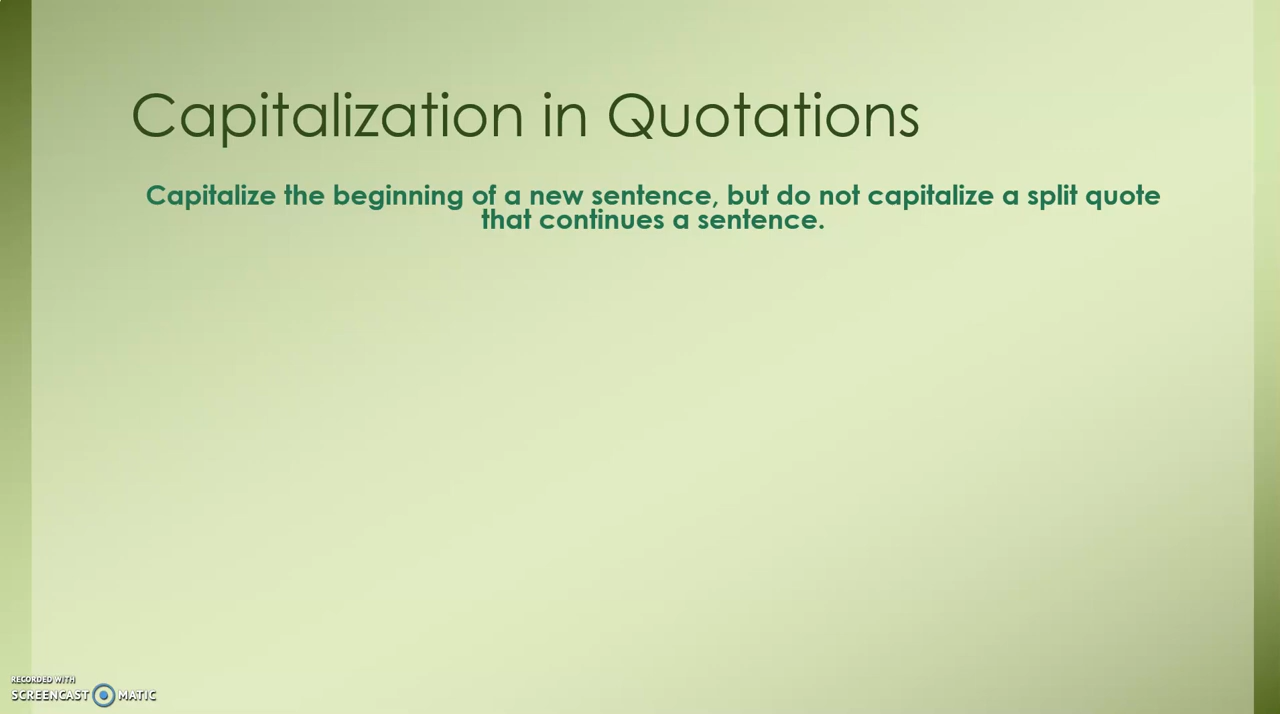 Capitalization in Quotations
Capitalize the beginning of a new sentence, but do not capitalize a split quote
that continues a sentence.
RECORDED WITH
SCREENCAST MATIC